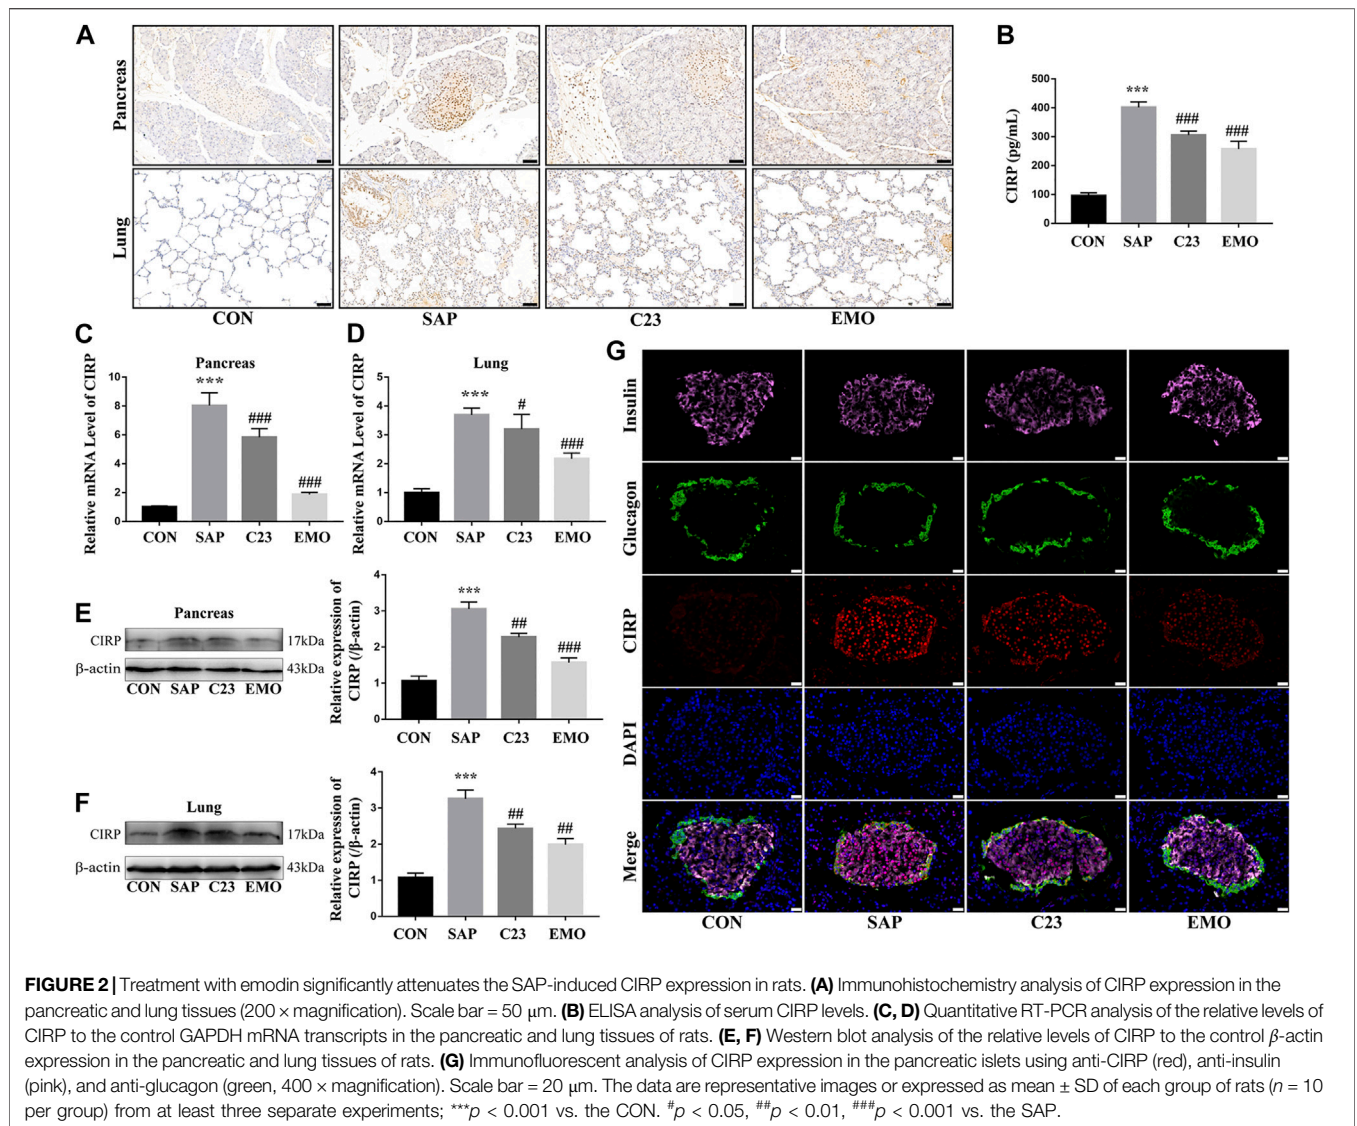 A
Pancreas
Lung
CON SAP C23 EMO
B
CIRP (pg/mL)
500
400
300
200
100
0
*** ### ###
CON SAP C23 EMO
C
Pancreas
Relative mRNA Level of CIRP
10
8
6
4
2
0
*** ### ###
CON SAP C23 EMO
D
Lung
Relative mRNA Level of CIRP
5
4
3
2
1
0
*** # ###
CON SAP C23 EMO
E
Pancreas
CIRP 17kDa
β-actin 43kDa
CON SAP C23 EMO
Relative expression of
CIRP (/β-actin)
4
3
2
1
0
*** ## ###
CON SAP C23 EMO
F
Lung
CIRP 17kDa
β-actin 43kDa
CON SAP C23 EMO
Relative expression of
CIRP (/β-actin)
4
3
2
1
0
*** ## ##
CON SAP C23 EMO
G
Insulin
Glucagon
CIRP
DAPI
Merge
CON SAP C23 EMO
FIGURE 2 | Treatment with emodin significantly attenuates the SAP-induced CIRP expression in rats. (A) Immunohistochemistry analysis of CIRP expression in the
pancreatic and lung tissues (200 × magnification). Scale bar = 50 μm. (B) ELISA analysis of serum CIRP levels. (C, D) Quantitative RT-PCR analysis of the relative levels of
CIRP to the control GAPDH mRNA transcripts in the pancreatic and lung tissues of rats. (E, F) Western blot analysis of the relative levels of CIRP to the control β-actin
expression in the pancreatic and lung tissues of rats. (G) Immunofluorescent analysis of CIRP expression in the pancreatic islets using anti-CIRP (red), anti-insulin
(pink), and anti-glucagon (green, 400 × magnification). Scale bar = 20 μm. The data are representative images or expressed as mean ± SD of each group of rats (n = 10
per group) from at least three separate experiments; ***p < 0.001 vs. the CON. #p < 0.05, ##p < 0.01, ###p < 0.001 vs. the SAP.